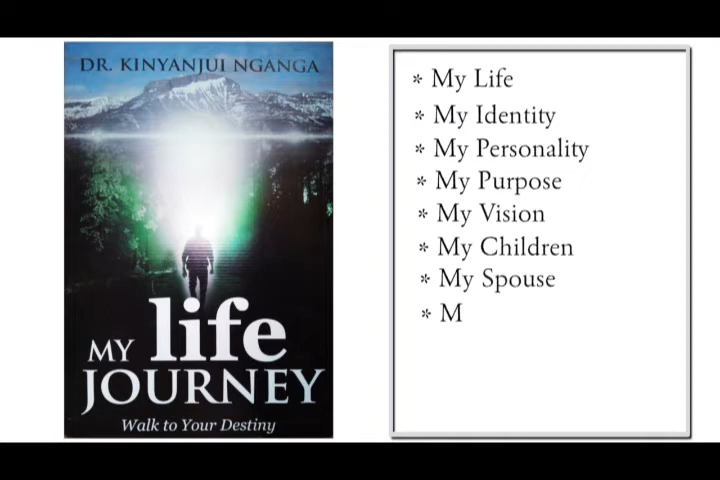 DR. KINYANJUI NGANGA
MY life
JOURNEY
Walk to Your Destiny
* My Life
* My Identity
* My Personality
* My Purpose
* My Vision
* My Children
* My Spouse
* M